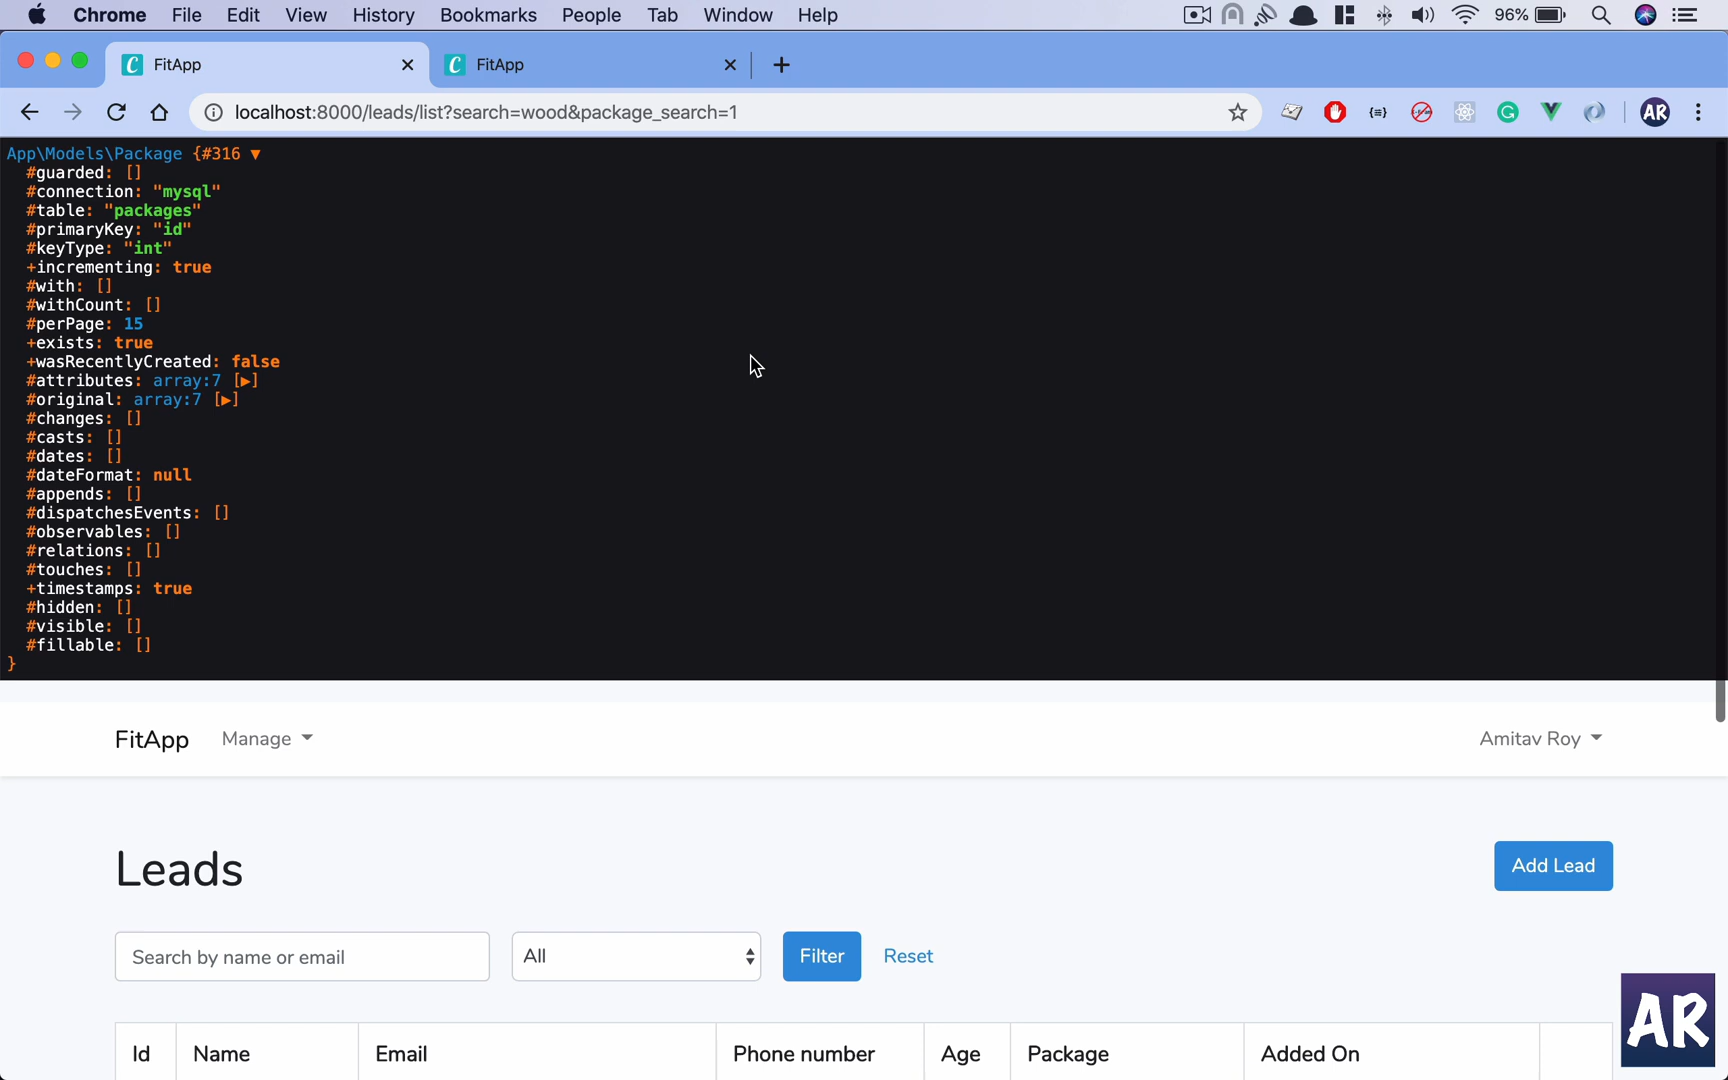 Chrome File Edit View History Bookmarks People Tab Window Help 96%
FitApp FitApp
localhost:8000/leads/list?search=wood&package_search=1 AR
App\Models\Package {#316 ▼
#guarded: []
#connection: "mysql"
#table: "packages"
#primaryKey: "id"
#keyType: "int"
+incrementing: true
#with: []
#withCount: []
#perPage: 15
+exists: true
+wasRecentlyCreated: false
#attributes: array:7 [▶]
#original: array:7 [▶]
#changes: []
#casts: []
#dates: []
#dateFormat: null
#appends: []
#dispatchesEvents: []
#observables: []
#relations: []
#touches: []
+timestamps: true
#hidden: []
#visible: []
#fillable: []
}
FitApp Manage Amitav Roy
Leads Add Lead
Search by name or email All Filter Reset
AR
Id Name Email Phone number Age Package Added On